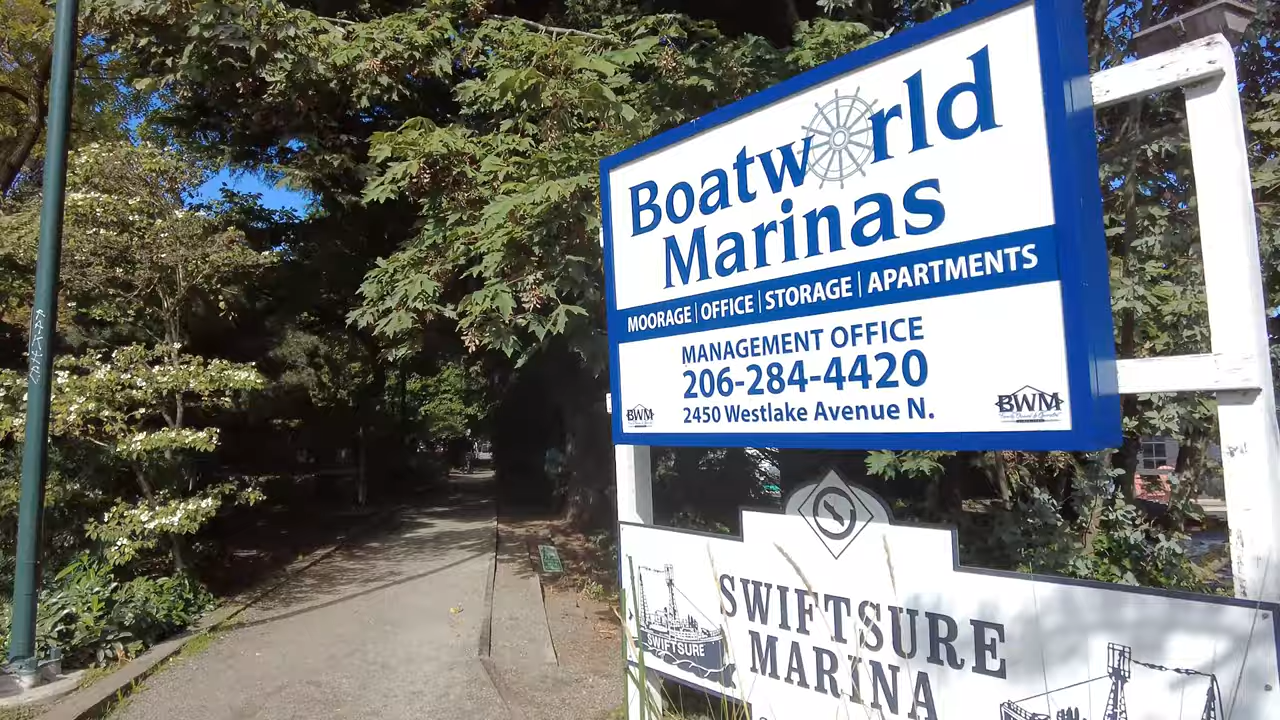 Boatworld
Marinas
MOORAGE | OFFICE | STORAGE | APARTMENTS
MANAGEMENT OFFICE
206-284-4420
2450 Westlake Avenue N.
BWM
BWM
SWIFTSURE
MARINA
SWIFTSURE